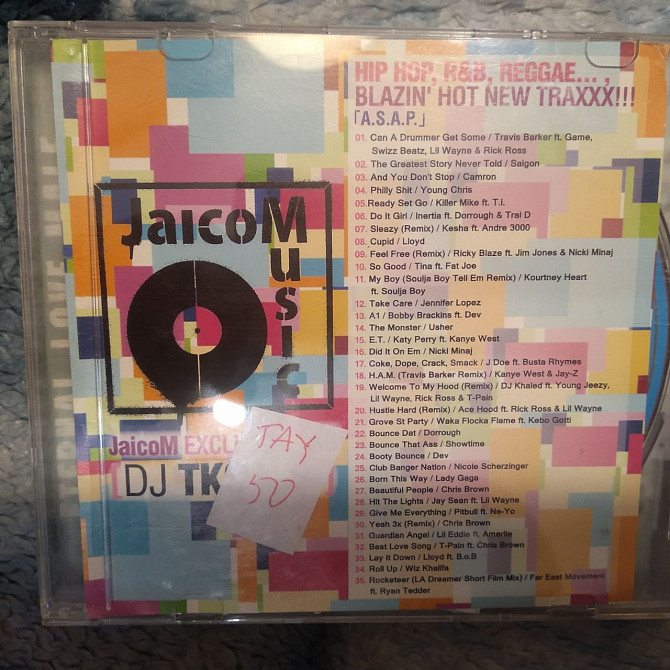 JaicoM
Music
JaicoM
DJ
TAY
50
HIP HOP, R&B, REGGAE... ,
BLAZIN' HOT NEW TRAXXX!!!
「A.S.A.P.」
01. Can A Drummer Get Some / Travis Barker ft. Game,
Swizz Beatz, Lil Wayne & Rick Ross
02. The Greatest Story Never Told / Saigon
03. And You Don't Stop / Camron
04. Philly Shit / Young Chris
05.Ready Set Go / Killer Mike ft. T.i.
06. Do It Girl / Inertia ft. Dorrough & Tral D
07. Sleazy (Remix) / Kesha ft. Andre 3000
08. Cupid / Lloyd
09. Feel Free (Remix) / Ricky Blaze ft. Jim Jones & Nicki Minaj
10. So Good / Tina ft. Fat Joe
11. My Boy (Soulja Boy Tell Em Remix) / Kourtney Heart
ft. Soulja Boy
12. Take Care / Jennifer Lopez
13. A1 / Bobby Brackins ft. Dev
14. The Monster / Usher
15. E.T. / Katy Perry ft. Kanye West
16. Did It On Em / Nicki Minaj
17. Coke, Dope, Crack, Smack / J Doe ft. Busta Rhymes
18. H.A.M. (Travis Barker Remix) / Kanye West & Jay-Z
19. Welcome To My Hood (Remix) / DJ Khaled ft. Young Jeezy,
Lil Wayne, Rick Ross & T-Pain
20. Hustle Hard (Remix) / Ace Hood ft. Rick Ross & Lil Wayne
21. Grove St Party / Waka Flocka Flame ft. Kebo Gotti
22. Bounce Dat / Dorrough
23. Bounce That Ass / Showtime
24. Booty Bounce / Dev
25. Club Banger Nation / Nicole Scherzinger
26. Born This Way / Lady Gaga
27. Beautiful People / Chris Brown
28. Hit The Lights / Jay Sean ft. Lil Wayne
29. Give Me Everything / Pitbull ft. Ne-Yo
30. Yeah 3x (Remix) / Chris Brown
31. Guardian Angel / Lil Eddie ft. Amerie
32. Best Love Song / T-Pain ft. Chris Brown
33. Lay It Down / Lloyd ft. B.o.B
34. Roll Up / Wiz Khalifa
35. Rocketeer (LA Dreamer Short Film Mix) / Far East Movement
ft. Ryan Tedder